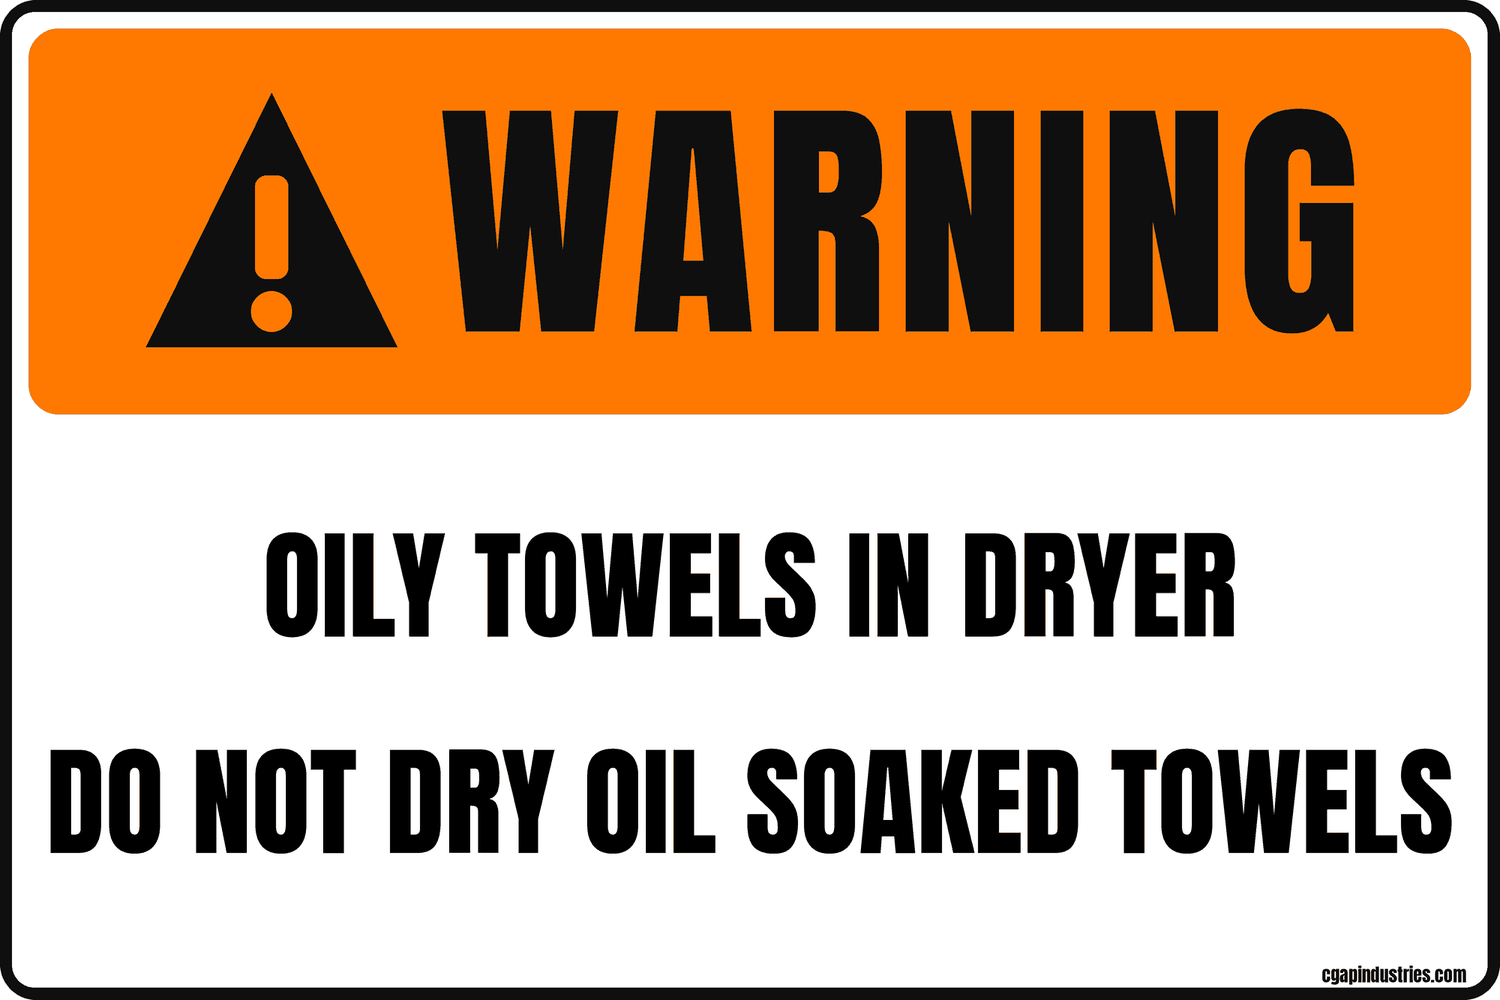 WARNING
OILY TOWELS IN DRYER
DO NOT DRY OIL SOAKED TOWELS
cgapindustries.com